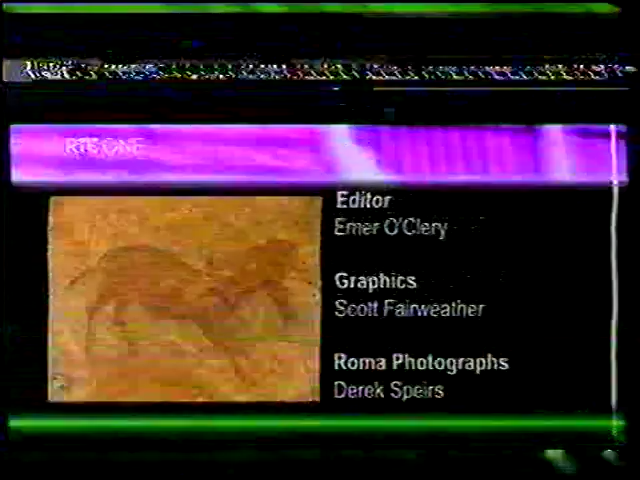 RTÉ ONE
Editor
Emer O'Clery
Graphics
Scott Fairweather
Roma Photographs
Derek Speirs